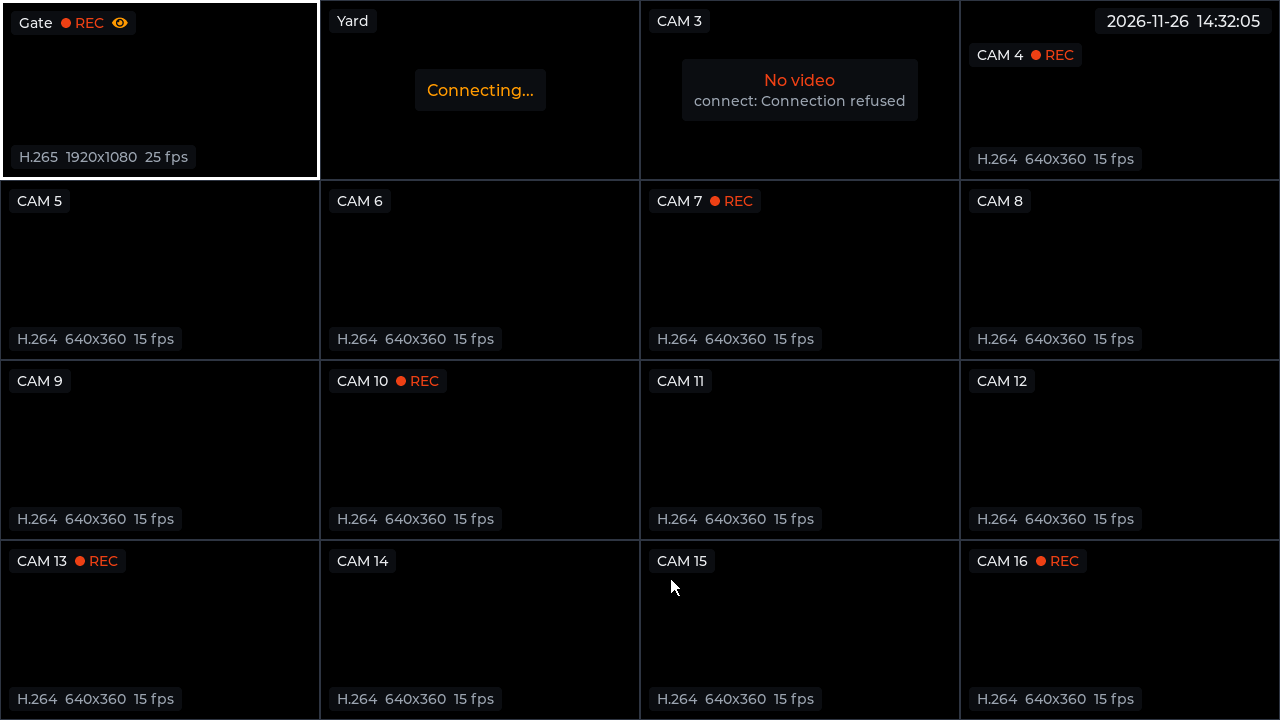 Gate REC
Yard
CAM 3
2026-11-26 14:32:05
CAM 4 REC
Connecting...
No video
connect: Connection refused
H.265 1920x1080 25 fps
H.264 640x360 15 fps
CAM 5
CAM 6
CAM 7 REC
CAM 8
H.264 640x360 15 fps
H.264 640x360 15 fps
H.264 640x360 15 fps
H.264 640x360 15 fps
CAM 9
CAM 10 REC
CAM 11
CAM 12
H.264 640x360 15 fps
H.264 640x360 15 fps
H.264 640x360 15 fps
H.264 640x360 15 fps
CAM 13 REC
CAM 14
CAM 15
CAM 16 REC
H.264 640x360 15 fps
H.264 640x360 15 fps
H.264 640x360 15 fps
H.264 640x360 15 fps